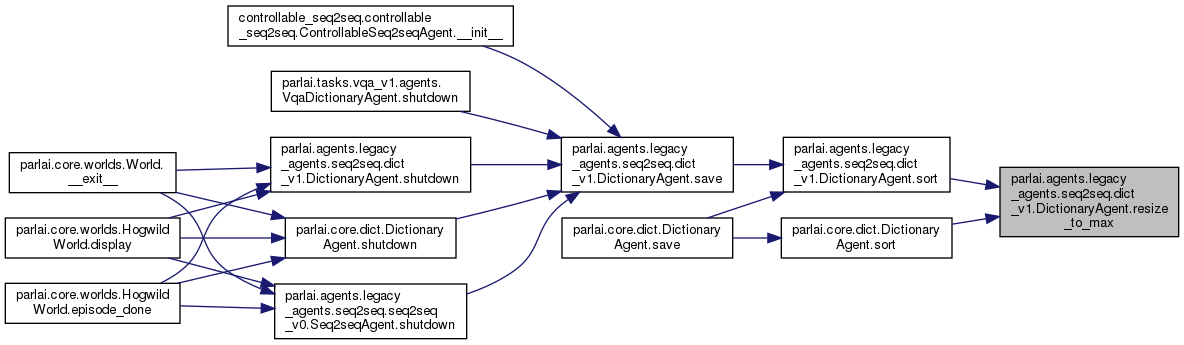 controllable_seq2seq.controllable
_seq2seq.ControllableSeq2seqAgent.__init__
parlai.tasks.vqa_v1.agents.
VqaDictionaryAgent.shutdown
parlai.core.worlds.World.
__exit__
parlai.agents.legacy
_agents.seq2seq.dict
_v1.DictionaryAgent.shutdown
parlai.agents.legacy
_agents.seq2seq.dict
_v1.DictionaryAgent.save
parlai.agents.legacy
_agents.seq2seq.dict
_v1.DictionaryAgent.sort
parlai.agents.legacy
_agents.seq2seq.dict
_v1.DictionaryAgent.resize
_to_max
parlai.core.worlds.Hogwild
World.display
parlai.core.dict.Dictionary
Agent.shutdown
parlai.core.dict.Dictionary
Agent.save
parlai.core.dict.Dictionary
Agent.sort
parlai.core.worlds.Hogwild
World.episode_done
parlai.agents.legacy
_agents.seq2seq.seq2seq
_v0.Seq2seqAgent.shutdown